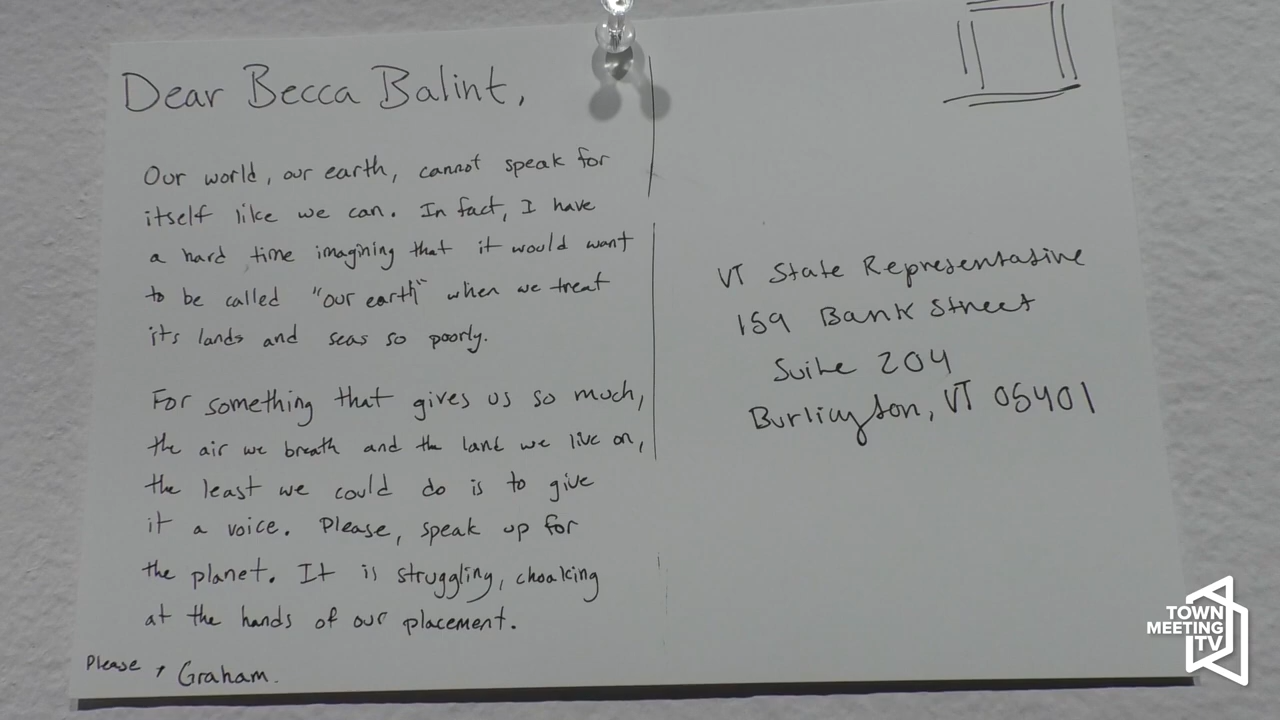 Dear Becca Balint,
Our world, our earth, cannot speak for
itself like we can. In fact, I have
a hard time imagining that it would want
to be called "our earth" when we treat
its lands and seas so poorly.
For something that gives us so much,
the air we breath and the land we live on,
the least we could do is to give
it a voice. Please, speak up for
the planet. It is struggling, choaking
at the hands of our placement.
Please, Graham.
VT State Representative
159 Bank Street
Suite 204
Burlington, VT 05401
TOWN
MEETING
TV